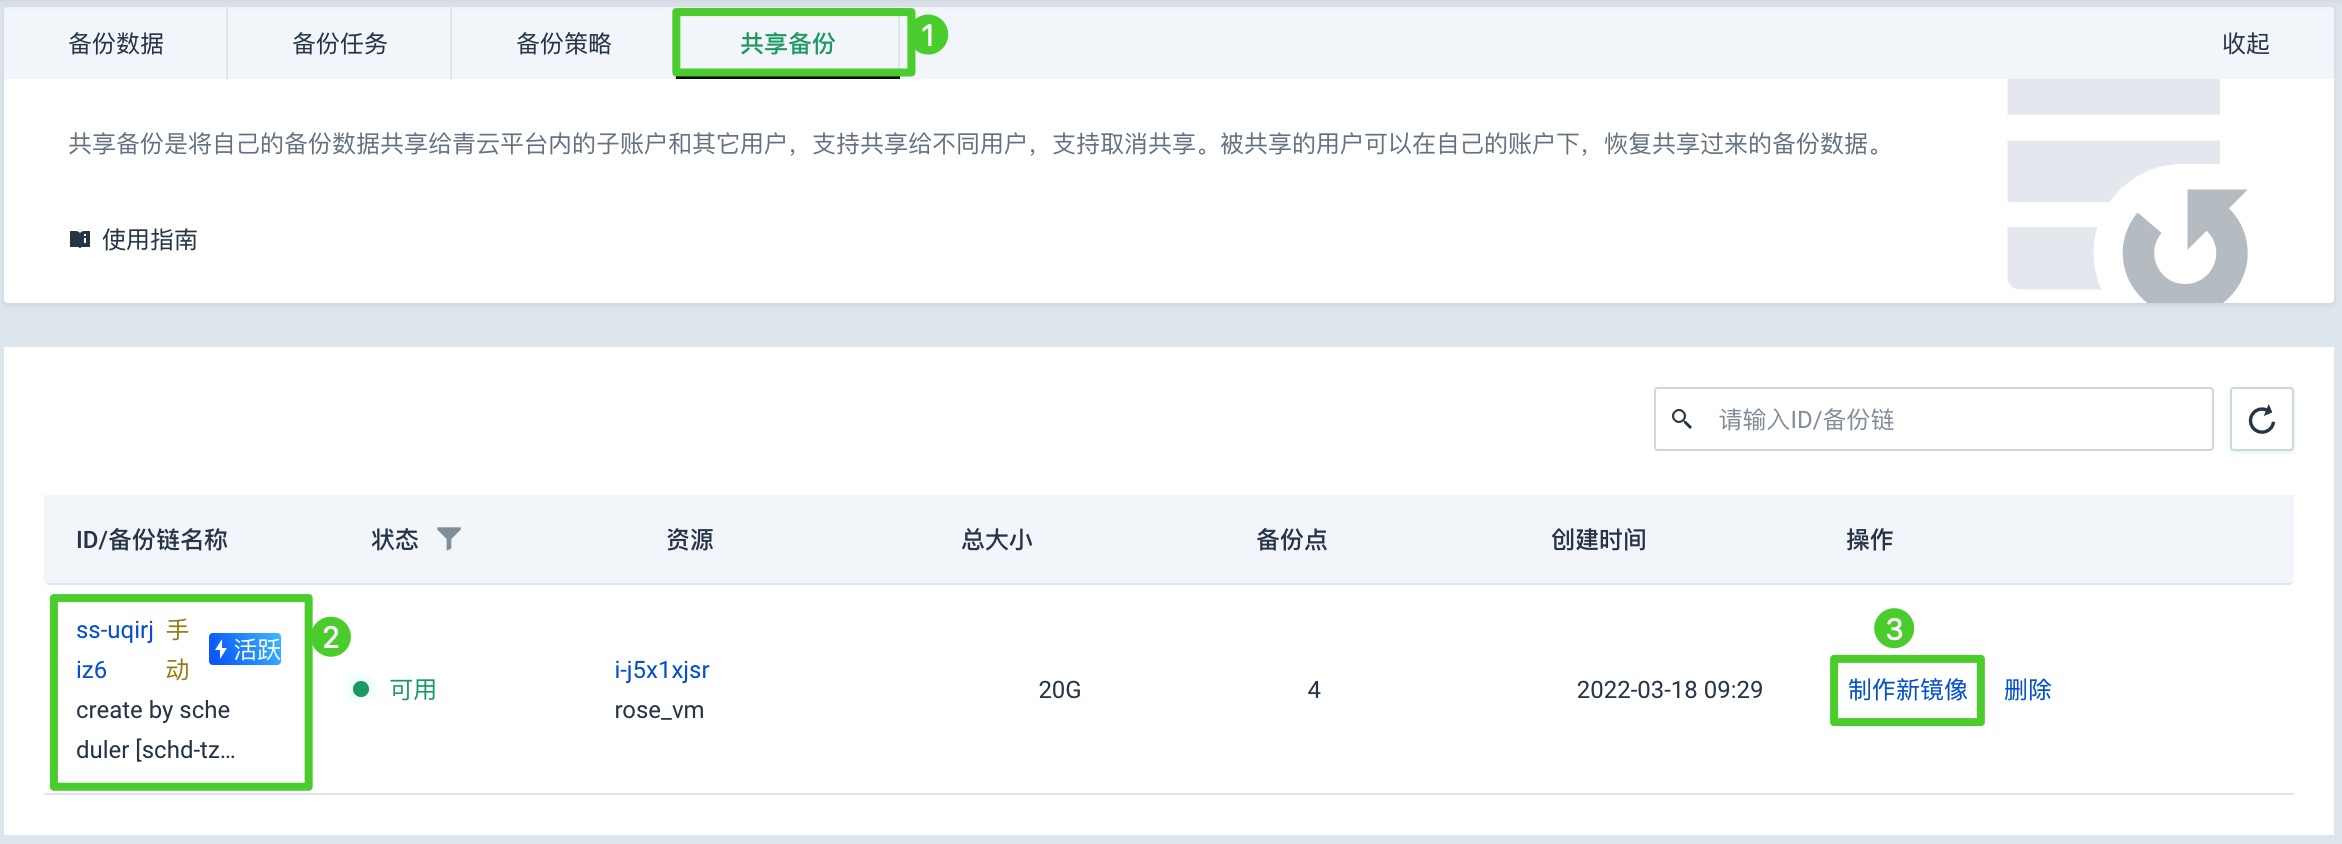 备份数据
备份任务
备份策略
共享备份
1
收起
共享备份是将自己的备份数据共享给青云平台内的子账户和其它用户，支持共享给不同用户，支持取消共享。被共享的用户可以在自己的账户下，恢复共享过来的备份数据。
使用指南
请输入ID/备份链
ID/备份链名称
状态
资源
总大小
备份点
创建时间
操作
ss-uqirj
iz6
手
动
活跃
create by sche
duler [schd-tz...
2
可用
i-j5x1xjsr
rose_vm
20G
4
2022-03-18 09:29
3
制作新镜像
删除